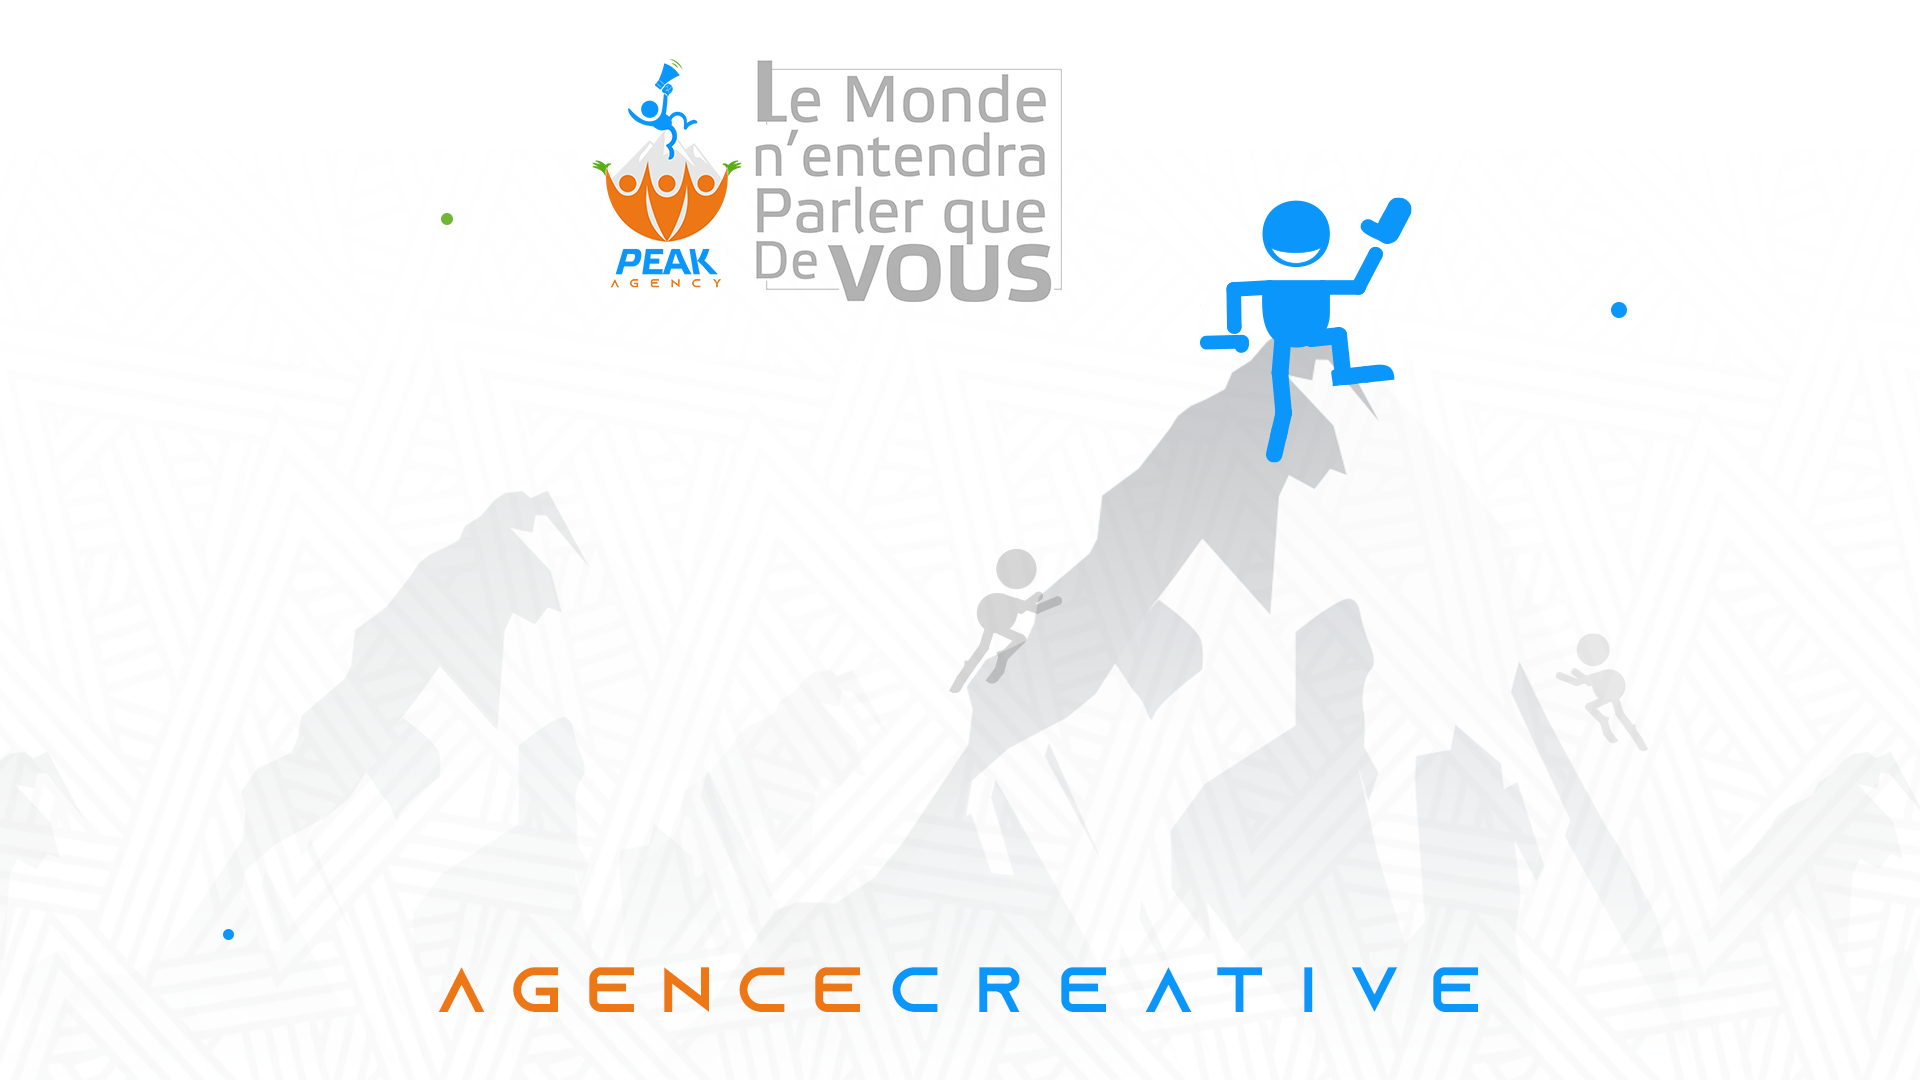 PEAK
AGENCY
Le Monde
n'entendra
Parler que
De VOUS
AGENCECREATIVE